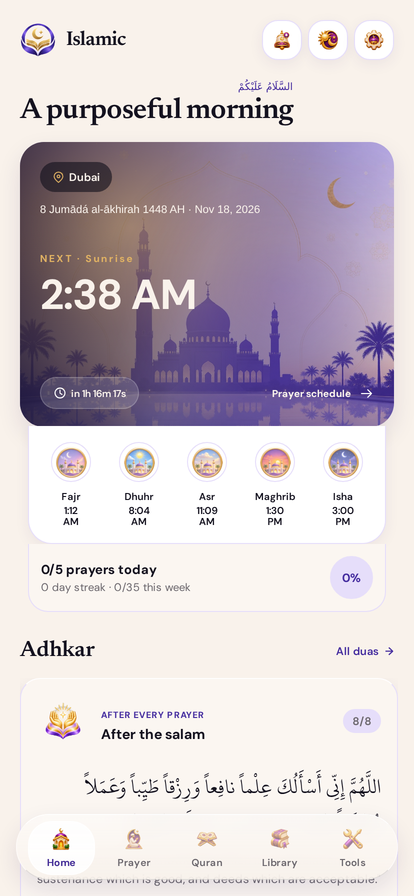 Islamic
السَّلَامُ عَلَيْكُمْ
A purposeful morning
Dubai
8 Jumādá al-ākhirah 1448 AH · Nov 18, 2026
NEXT · Sunrise
2:38 AM
in 1h 16m 17s
Prayer schedule
Fajr
1:12
AM
Dhuhr
8:04
AM
Asr
11:09
AM
Maghrib
1:30
PM
Isha
3:00
PM
0/5 prayers today
0 day streak · 0/35 this week
0%
Adhkar
All duas
AFTER EVERY PRAYER
After the salam
8/8
اللَّهُمَّ إِنِّي أَسْأَلُكَ عِلْماً نافِعاً وَرِزْقاً طَيِّباً وَعَمَلاً
Home
Prayer
Quran
Library
Tools
sustenance which is good, and deeds which are acceptable.